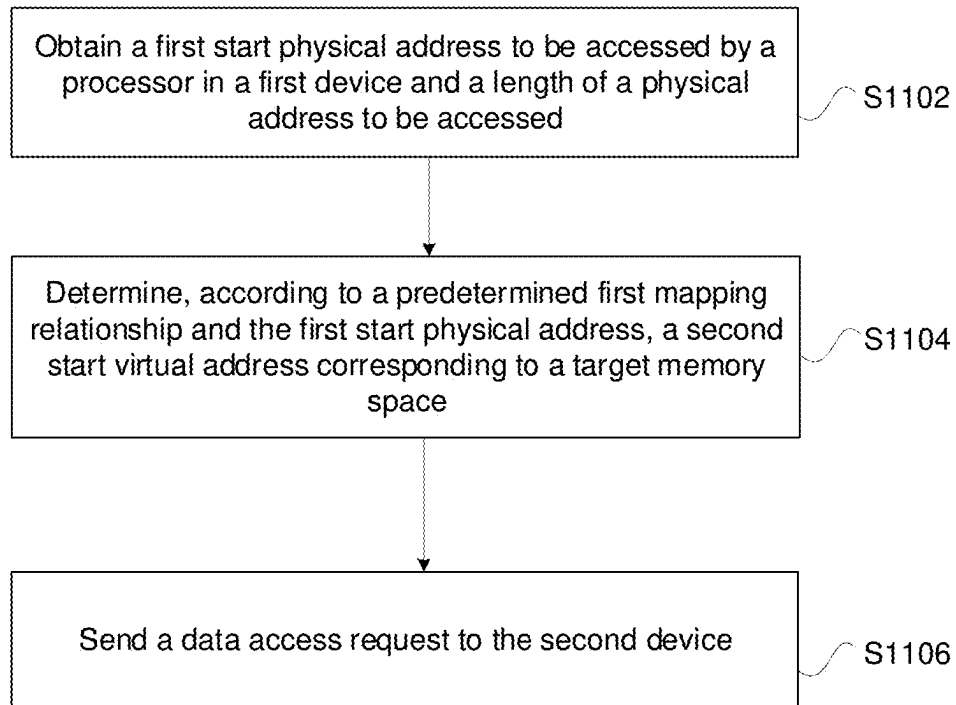 Obtain a first start physical address to be accessed by a
processor in a first device and a length of a physical
address to be accessed
S1102
Determine, according to a predetermined first mapping
relationship and the first start physical address, a second
start virtual address corresponding to a target memory
space
S1104
Send a data access request to the second device
S1106